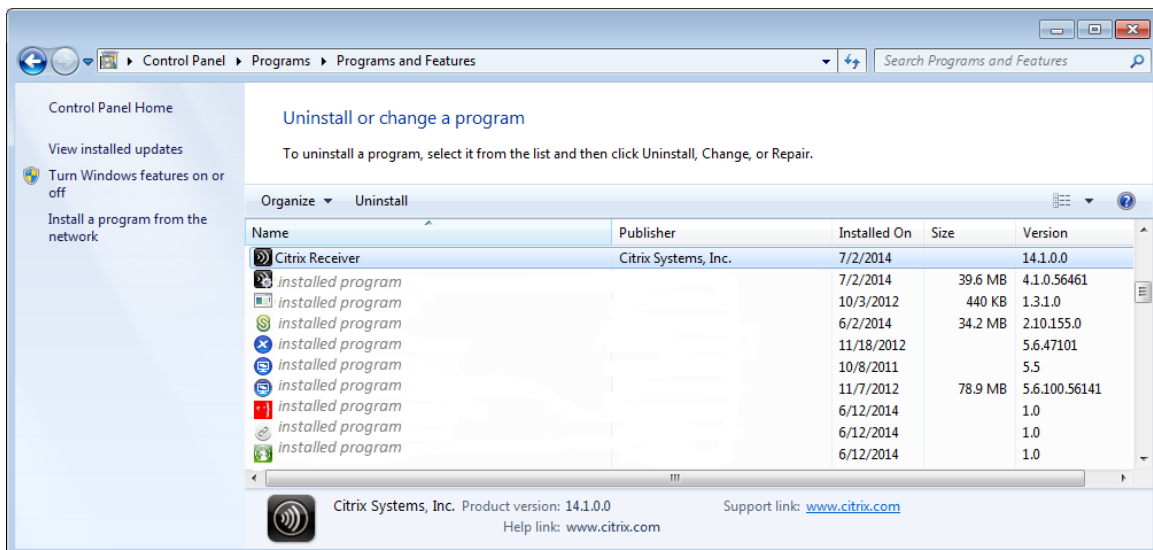 Control Panel Programs Programs and Features Search Programs and Features
Control Panel Home
View installed updates
Turn Windows features on or
off
Install a program from the
network
Uninstall or change a program
To uninstall a program, select it from the list and then click Uninstall, Change, or Repair.
Organize Uninstall
Name Publisher Installed On Size Version
Citrix Receiver Citrix Systems, Inc. 7/2/2014 14.1.0.0
installed program 7/2/2014 39.6 MB 4.1.0.56461
installed program 10/3/2012 440 KB 1.3.1.0
installed program 6/2/2014 34.2 MB 2.10.155.0
installed program 11/18/2012 5.6.47101
installed program 10/8/2011 5.5
installed program 11/7/2012 78.9 MB 5.6.100.56141
installed program 6/12/2014 1.0
installed program 6/12/2014 1.0
installed program 6/12/2014 1.0
Citrix Systems, Inc. Product version: 14.1.0.0 Support link: www.citrix.com
Help link: www.citrix.com